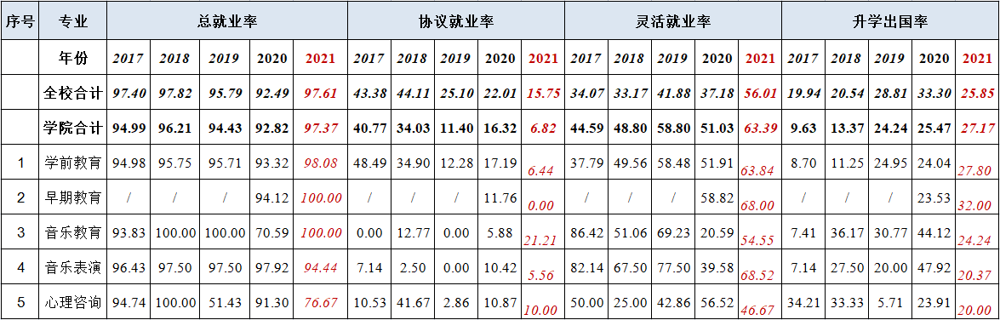 序号 专业 总就业率 协议就业率 灵活就业率 升学出国率
年份 2017 2018 2019 2020 2021 2017 2018 2019 2020 2021 2017 2018 2019 2020 2021 2017 2018 2019 2020 2021
全校合计 97.40 97.82 95.79 92.49 97.61 43.38 44.11 25.10 22.01 15.75 34.07 33.17 41.88 37.18 56.01 19.94 20.54 28.81 33.30 25.85
学院合计 94.99 96.21 94.43 92.82 97.37 40.77 34.03 11.40 16.32 6.82 44.59 48.80 58.80 51.03 63.39 9.63 13.37 24.24 25.47 27.17
1 学前教育 94.98 95.75 95.71 93.32 98.08 48.49 34.90 12.28 17.19 6.44 37.79 49.56 58.48 51.91 63.84 8.70 11.25 24.95 24.04 27.80
2 早期教育 / / / 94.12 100.00 / / / 11.76 0.00 / / / 58.82 68.00 / / / 23.53 32.00
3 音乐教育 93.83 100.00 100.00 70.59 100.00 0.00 12.77 0.00 5.88 21.21 86.42 51.06 69.23 20.59 54.55 7.41 36.17 30.77 44.12 24.24
4 音乐表演 96.43 97.50 97.50 97.92 94.44 7.14 2.50 0.00 10.42 5.56 82.14 67.50 77.50 39.58 68.52 7.14 27.50 20.00 47.92 20.37
5 心理咨询 94.74 100.00 51.43 91.30 76.67 10.53 41.67 2.86 10.87 10.00 50.00 25.00 42.86 56.52 46.67 34.21 33.33 5.71 23.91 20.00